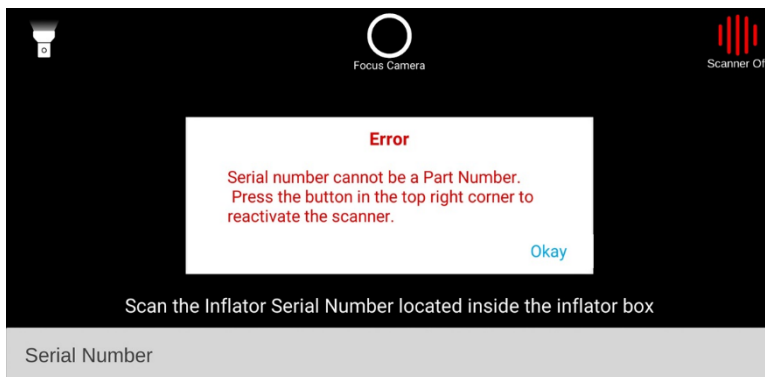 Focus Camera
Scanner Of
Error
Serial number cannot be a Part Number.
Press the button in the top right corner to
reactivate the scanner.
Okay
Scan the Inflator Serial Number located inside the inflator box
Serial Number